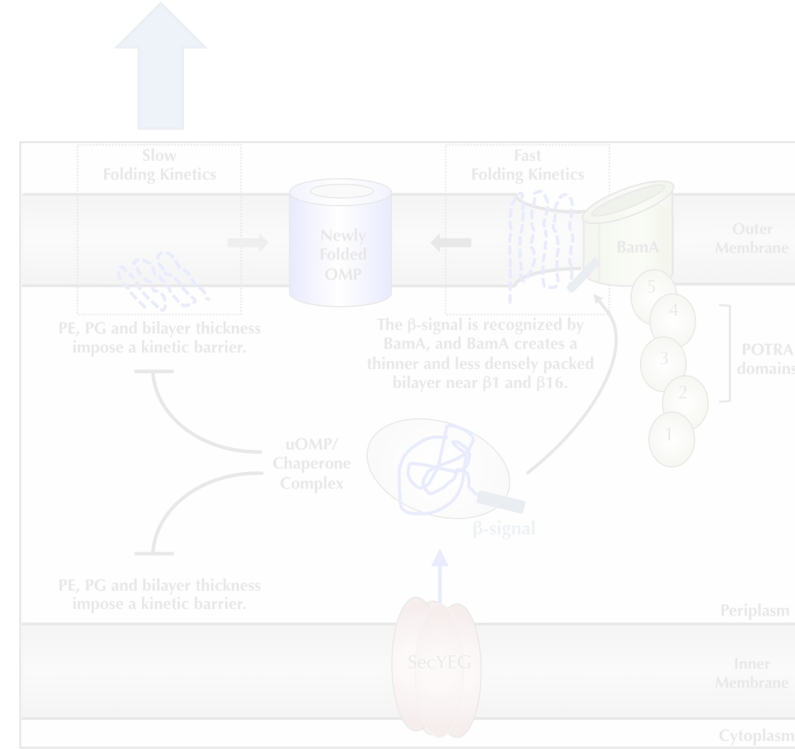 Slow
Folding Kinetics
Fast
Folding Kinetics
Newly
Folded
OMP
BamA
Outer
Membrane
PE, PG and bilayer thickness
impose a kinetic barrier.
The β-signal is recognized by
BamA, and BamA creates a
thinner and less densely packed
bilayer near β1 and β16.
5
4
3
2
1
POTRA
domains
uOMP/
Chaperone
Complex
β-signal
PE, PG and bilayer thickness
impose a kinetic barrier.
Periplasm
SecYEG
Inner
Membrane
Cytoplasm